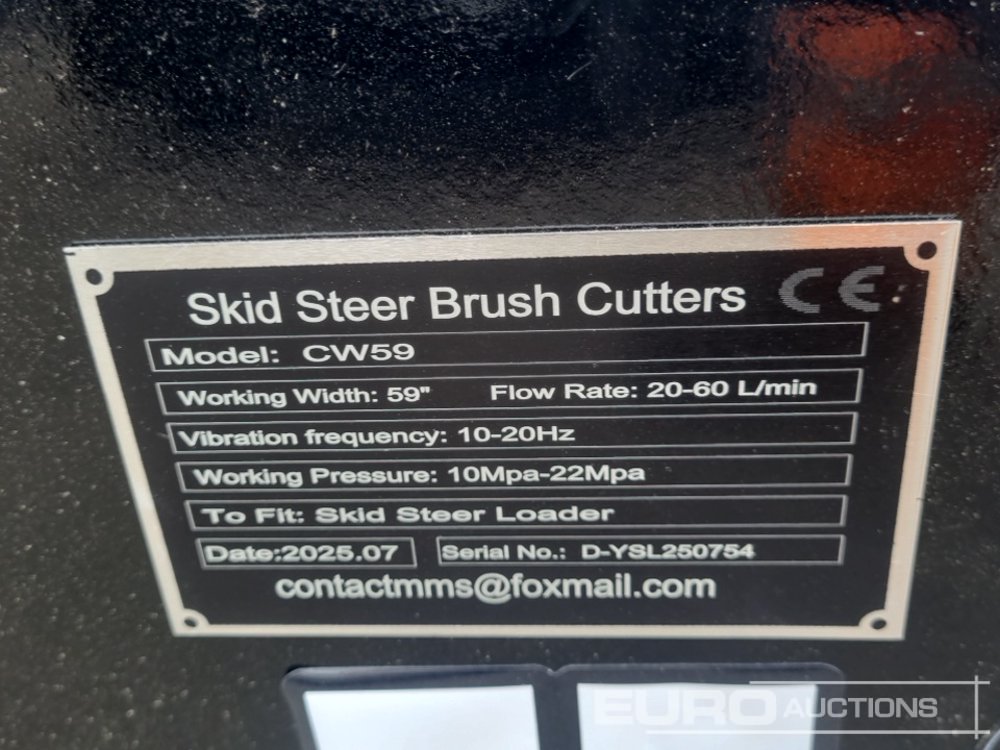 Skid Steer Brush Cutters CE
Model: CW59
Working Width: 59" Flow Rate: 20-60 L/min
Vibration frequency: 10-20Hz
Working Pressure: 10Mpa-22Mpa
To Fit: Skid Steer Loader
Date:2025.07 Serial No.: D-YSL250754
contactmms@foxmail.com
EURO AUCTIONS